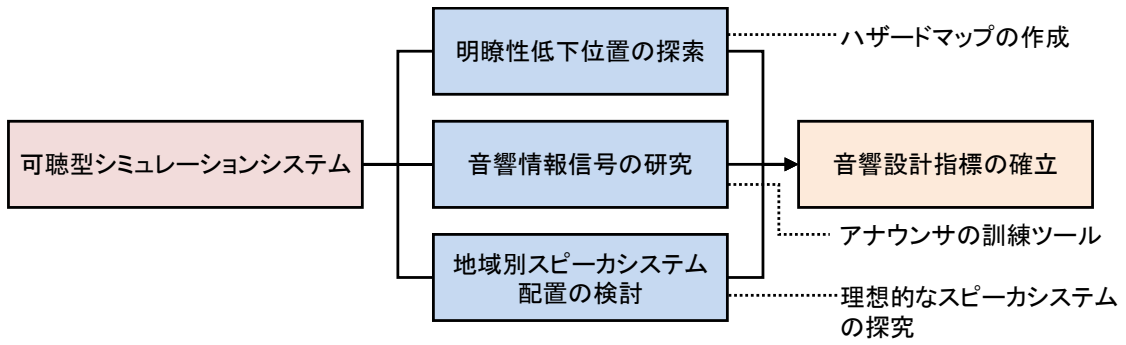 明瞭性低下位置の探索
ハザードマップの作成
可聴型シミュレーションシステム
音響情報信号の研究
音響設計指標の確立
アナウンサの訓練ツール
地域別スピーカシステム
配置の検討
理想的なスピーカシステム
の探究